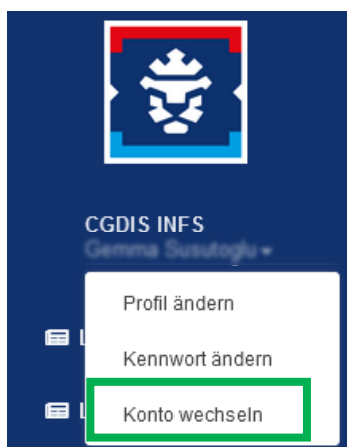 CGDIS INFS
Gemma Susutoglu
Profil ändern
L
Kennwort ändern
L
Konto wechseln